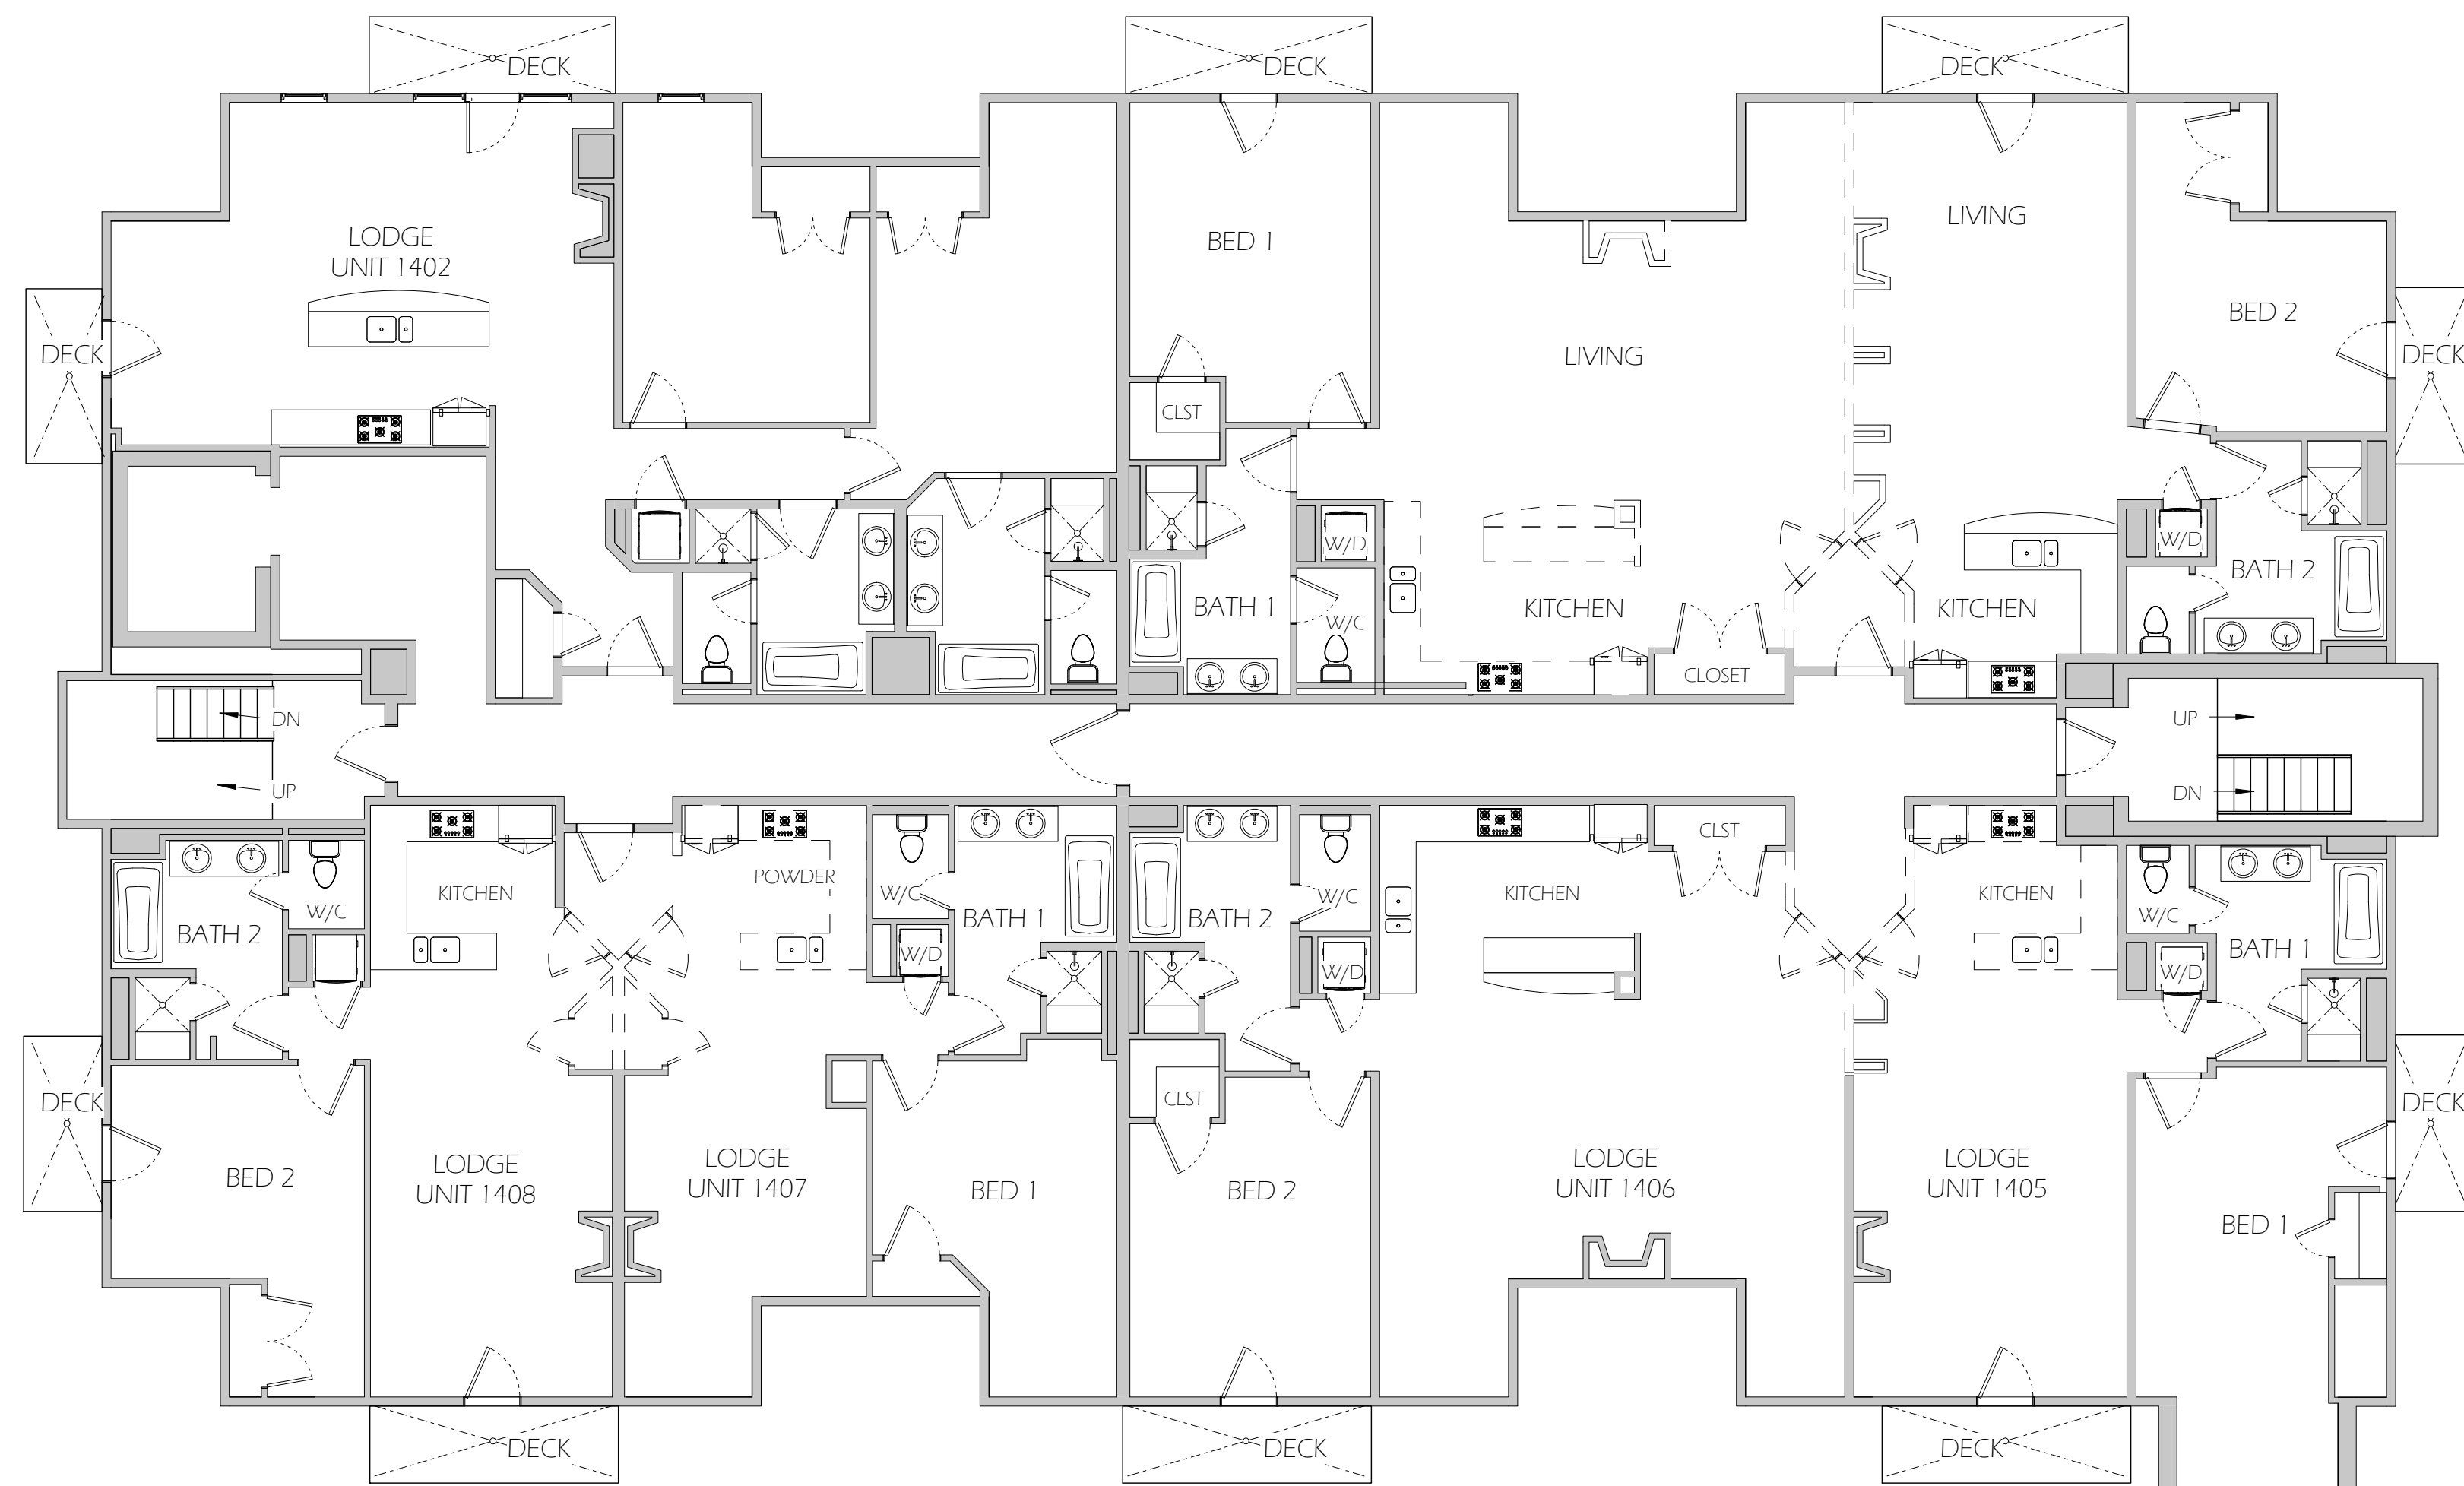 DECK
DECK
DECK
LODGE
UNIT 1402
BED 1
LIVING
LIVING
BED 2
DECK
DECK
CLST
W/D
W/D
BATH 1
W/C
KITCHEN
KITCHEN
BATH 2
CLOSET
DN
UP
UP
DN
KITCHEN
POWDER
W/C
BATH 1
BATH 2
W/C
KITCHEN
CLST
KITCHEN
W/C
BATH 1
W/C
BATH 2
W/D
W/D
W/D
DECK
CLST
DECK
BED 2
LODGE
UNIT 1408
LODGE
UNIT 1407
BED 1
BED 2
LODGE
UNIT 1406
LODGE
UNIT 1405
BED 1
DECK
DECK
DECK